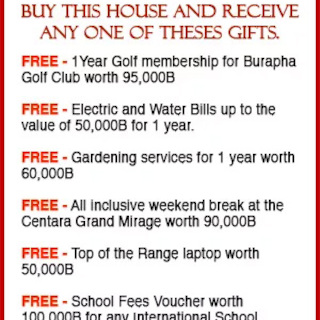 BUY THIS HOUSE AND RECEIVE
ANY ONE OF THESES GIFTS.
FREE - 1Year Golf membership for Burapha
Golf Club worth 95,000B
FREE - Electric and Water Bills up to the
value of 50,000B for 1 year.
FREE - Gardening services for 1 year worth
60,000B
FREE - All inclusive weekend break at the
Centara Grand Mirage worth 90,000B
FREE - Top of the Range laptop worth
50,000B
FREE - School Fees Voucher worth
100,000B for any International School